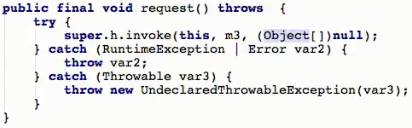 public final void request() throws  {
    try {
        super.h.invoke(this, m3, (Object[])null);
    } catch (RuntimeException | Error var2) {
        throw var2;
    } catch (Throwable var3) {
        throw new UndeclaredThrowableException(var3);
    }
}